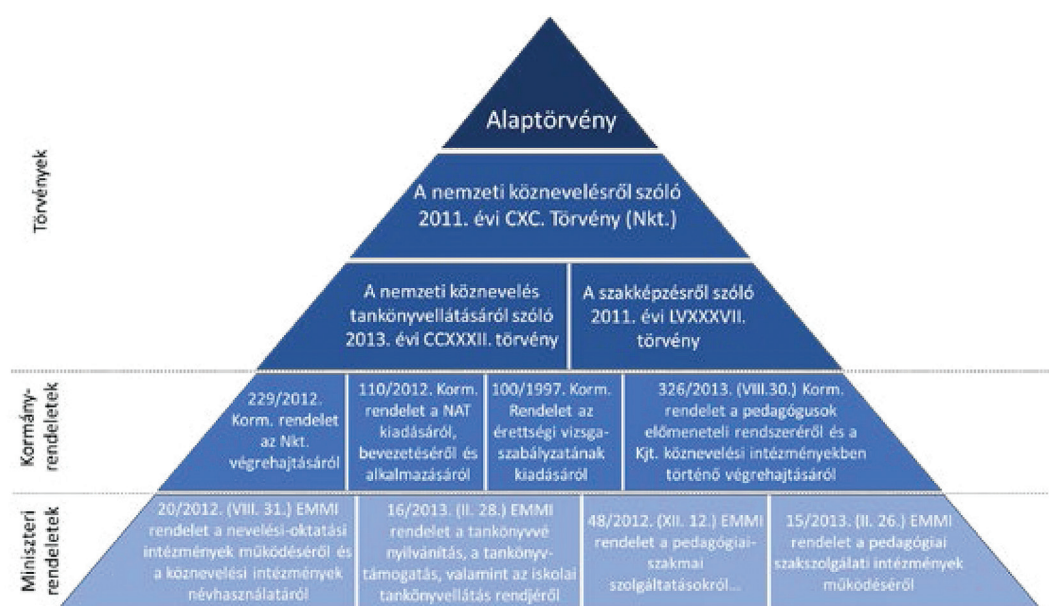 Alaptörvény
Törvények
A nemzeti köznevelésről szóló
2011. évi CXC. Törvény (Nkt.)
A nemzeti köznevelés
tankönyvellátásáról szóló
2013. évi CCXXXII. törvény
A szakképzésről szóló
2011. évi LVXXXVII.
törvény
Kormány-
rendeletek
229/2012.
Korm. rendelet
az Nkt.
végrehajtásáról
110/2012. Korm.
rendelet a NAT
kiadásáról,
bevezetéséről és
alkalmazásáról
100/1997. Korm.
Rendelet az
érettségi vizsga-
szabályzatának
kiadásáról
326/2013. (VIII.30.) Korm.
rendelet a pedagógusok
előmeneteli rendszeréről és a
Kjt. köznevelési intézményekben
történő végrehajtásáról
Miniszteri
rendeletek
20/2012. (VIII. 31.) EMMI
rendelet a nevelési-oktatási
intézmények működéséről és
a köznevelési intézmények
névhasználatáról
16/2013. (II. 28.) EMMI
rendelet a tankönyvvé
nyilvánítás, a tankönyv-
támogatás, valamint az iskolai
tankönyvellátás rendjéről
48/2012. (XII. 12.) EMMI
rendelet a pedagógiai-
szakmai
szolgáltatásokról...
15/2013. (II. 26.) EMMI
rendelet a pedagógiai
szakszolgálati intézmények
működéséről